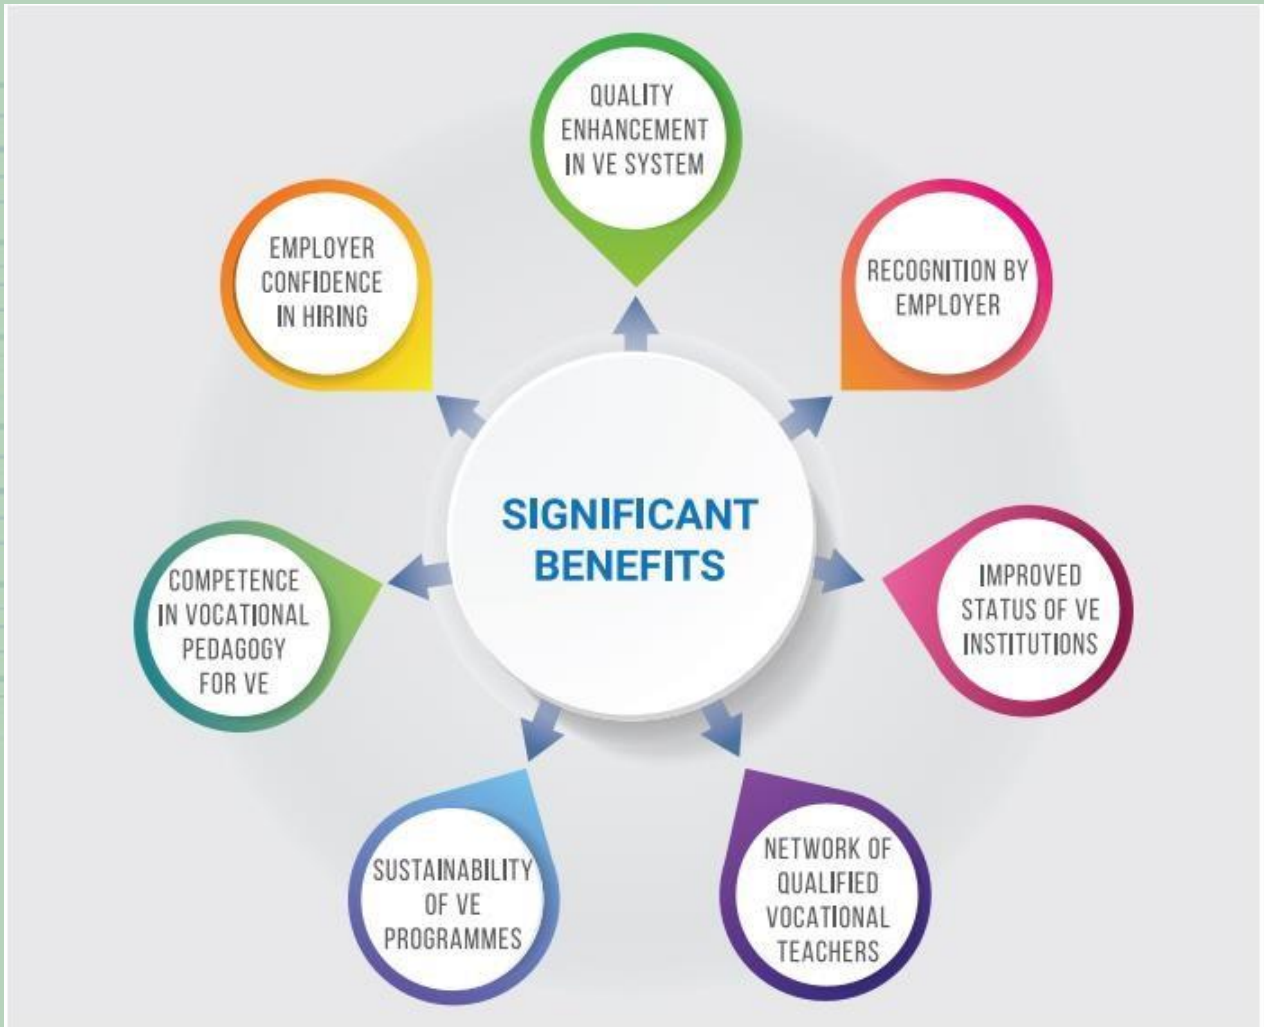 QUALITY
ENHANCEMENT
IN VE SYSTEM
RECOGNITION BY
EMPLOYER
IMPROVED
STATUS OF VE
INSTITUTIONS
NETWORK OF
QUALIFIED
VOCATIONAL
TEACHERS
SUSTAINABILITY
OF VE
PROGRAMMES
COMPETENCE
IN VOCATIONAL
PEDAGOGY
FOR VE
EMPLOYER
CONFIDENCE
IN HIRING
SIGNIFICANT
BENEFITS